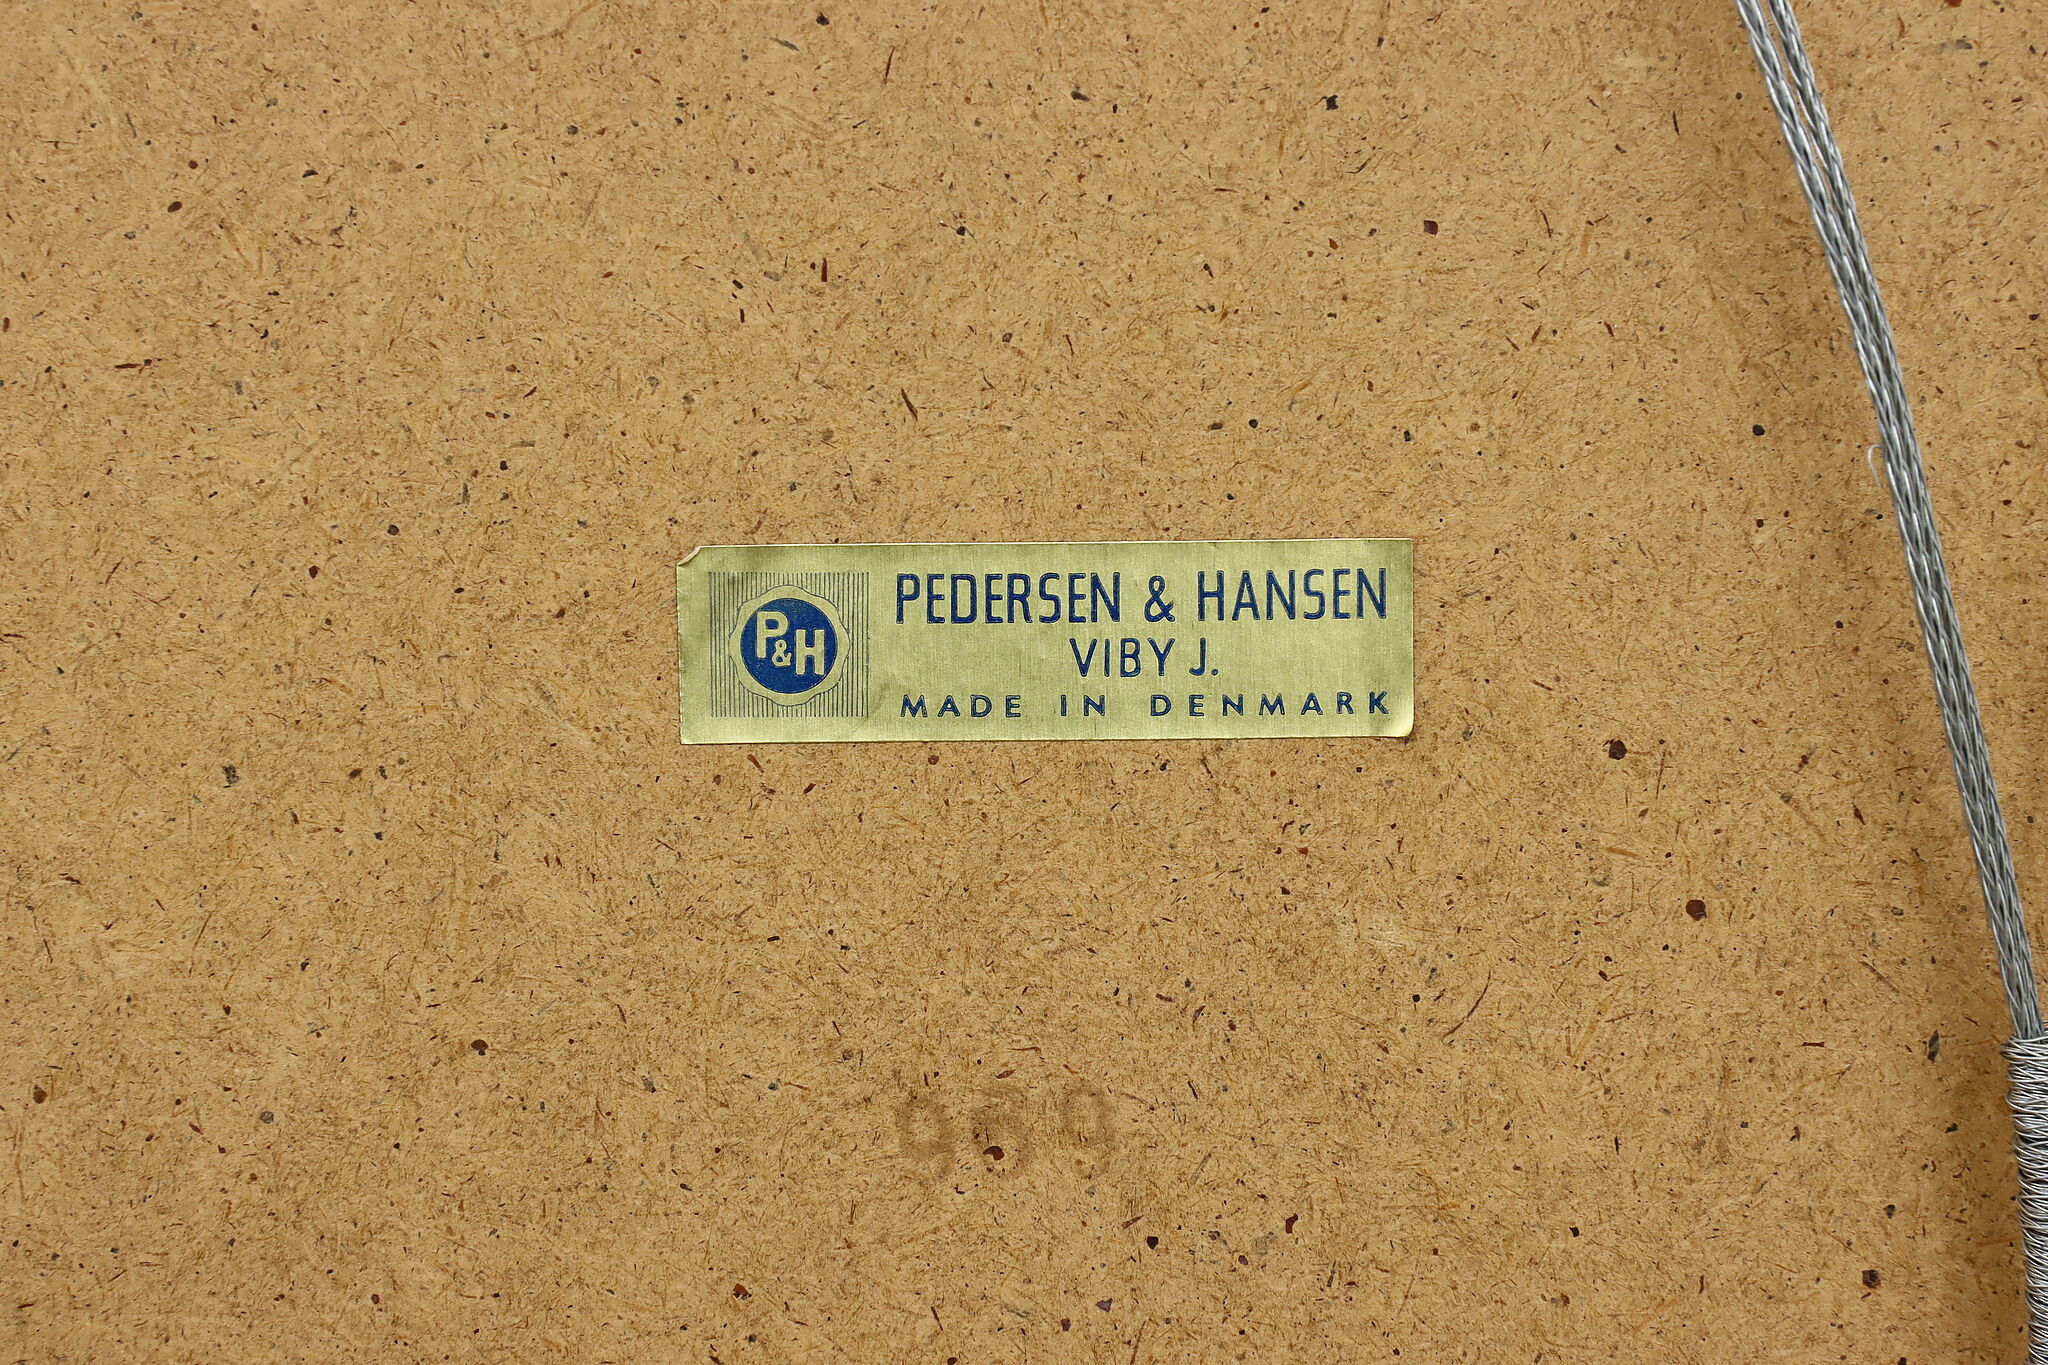 P&H
PEDERSEN & HANSEN
VIBY J.
MADE IN DENMARK